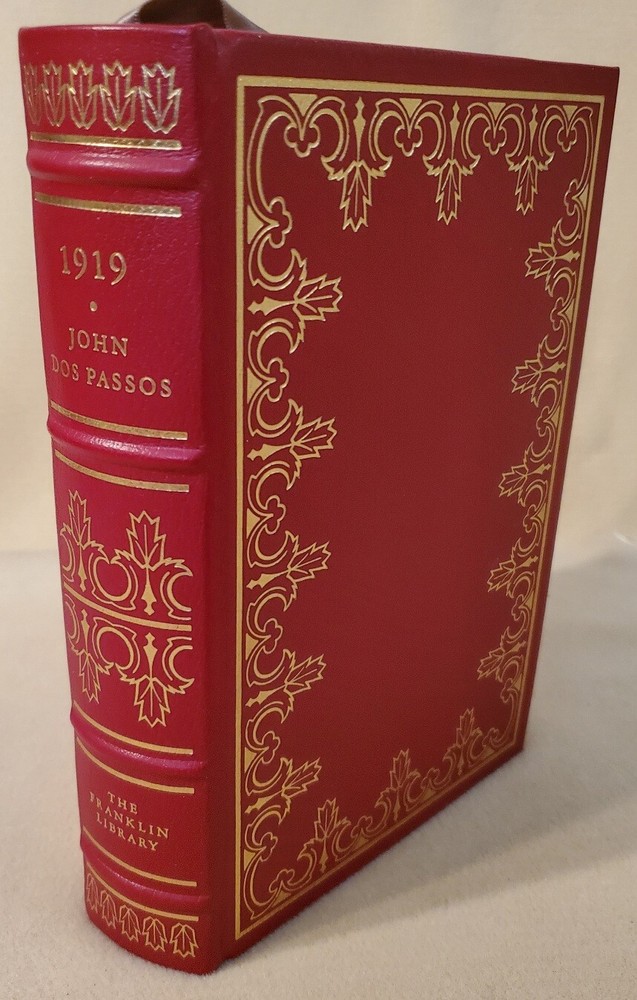 1919
JOHN
DOS PASSOS
THE
FRANKLIN
LIBRARY